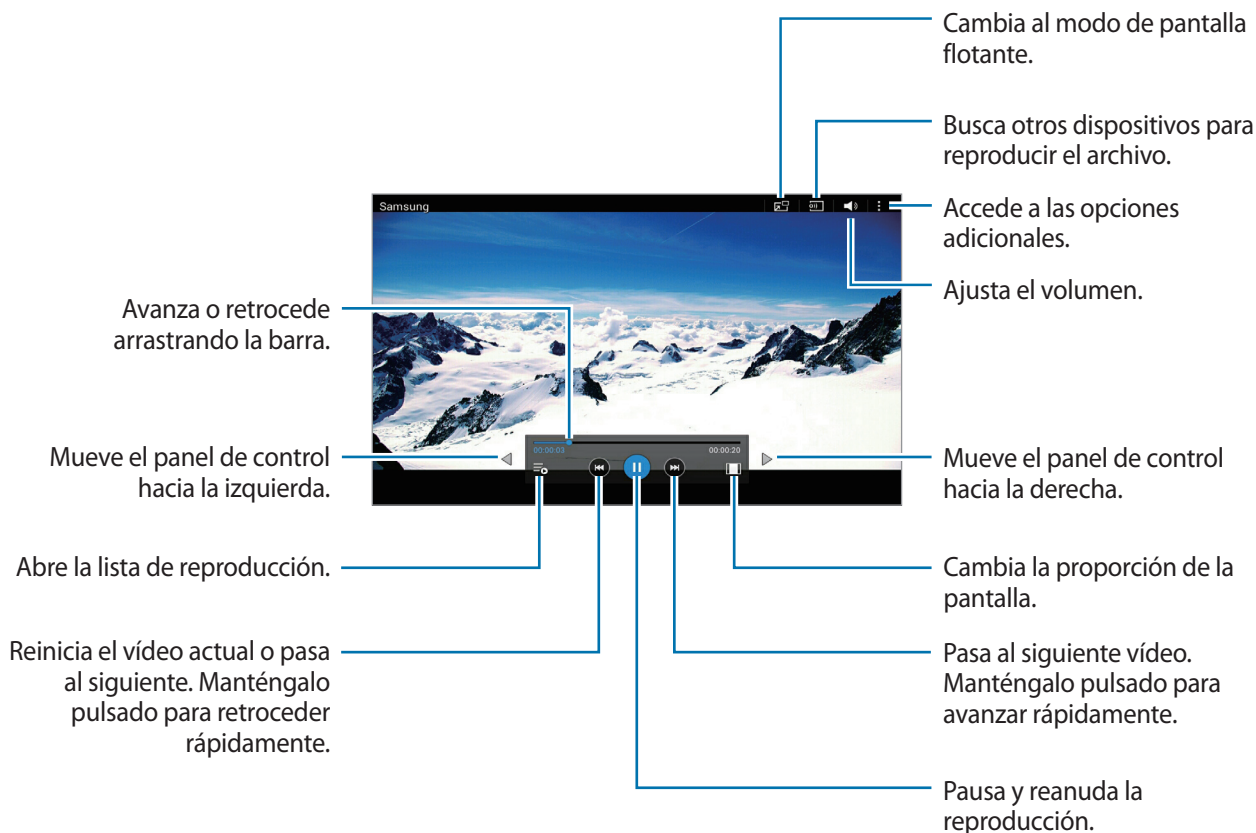 Cambia al modo de pantalla
flotante.
Busca otros dispositivos para
reproducir el archivo.
Samsung
Accede a las opciones
adicionales.
Ajusta el volumen.
Avanza o retrocede
arrastrando la barra.
00:00:03
00:00:20
Mueve el panel de control
hacia la izquierda.
Mueve el panel de control
hacia la derecha.
Abre la lista de reproducción.
Cambia la proporción de la
pantalla.
Reinicia el vídeo actual o pasa
al siguiente. Manténgalo
pulsado para retroceder
rápidamente.
Pasa al siguiente vídeo.
Manténgalo pulsado para
avanzar rápidamente.
Pausa y reanuda la
reproducción.